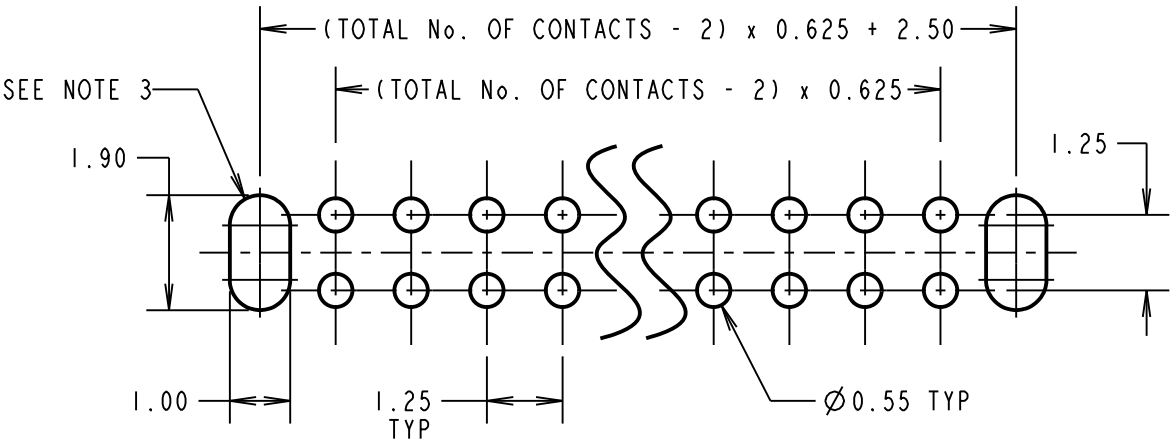 (TOTAL No. OF CONTACTS - 2) x 0.625 + 2.50
(TOTAL No. OF CONTACTS - 2) x 0.625
SEE NOTE 3
1.90
1.25
1.00
1.25
TYP
Ø0.55 TYP